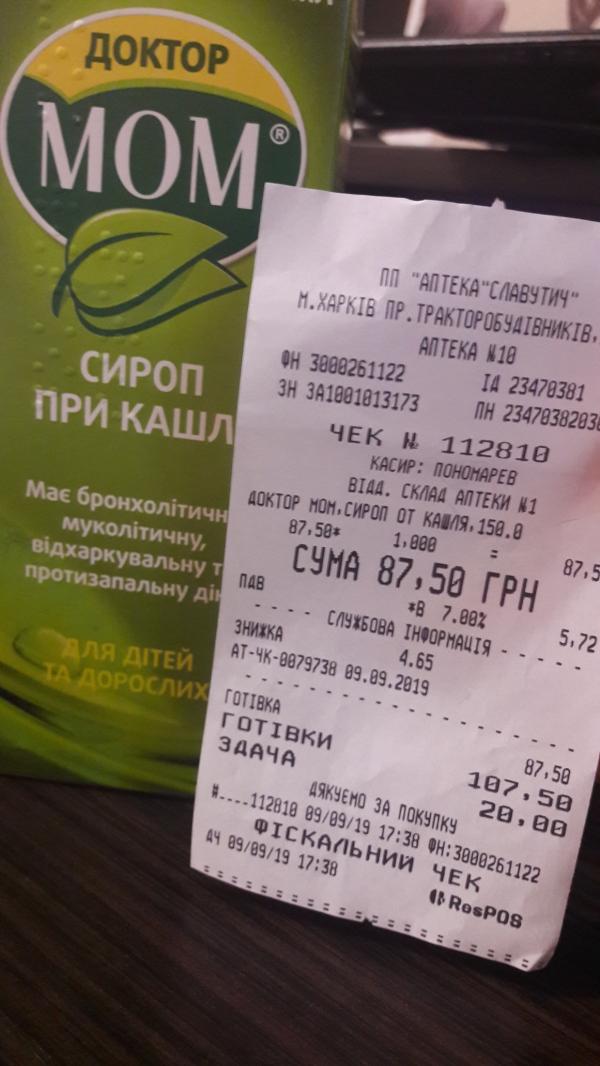 ДОКТОР
МОМ®
СИРОП
ПРИ КАШЛ
Має бронхолітичн
муколітичну,
відхаркувальну т
протизапальну ді
ДЛЯ ДІТЕЙ
ТА ДОРОСЛИХ
ПП "АПТЕКА"СЛАВУТИЧ"
М.ХАРКІВ ПР.ТРАКТОРОБУДІВНИКІВ,
АПТЕКА №10
ФН 3000261122 ІД 23470381
ЗН ЗА1001013173 ПН 2347038203
ЧЕК № 112810
КАСИР: ПОНОМАРЕВ
ВІДД. СКЛАД АПТЕКИ №1
ДОКТОР МОМ,СИРОП ОТ КАШЛЯ,150.0
87,50* 1,000 = 87,5
СУМА 87,50 ГРН
ПДВ *В 7.00% 5,72
- - - - СЛУЖБОВА ІНФОРМАЦІЯ - - - - -
ЗНИЖКА 4.65
АТ-ЧК-0079738 09.09.2019
ГОТІВКА 87,50
ГОТІВКИ 107,50
ЗДАЧА 20,00
ДЯКУЄМО ЗА ПОКУПКУ
#....112810 09/09/19 17:38 ФН:3000261122
ФІСКАЛЬНИЙ ЧЕК
ДЧ 09/09/19 17:38
ResPOS